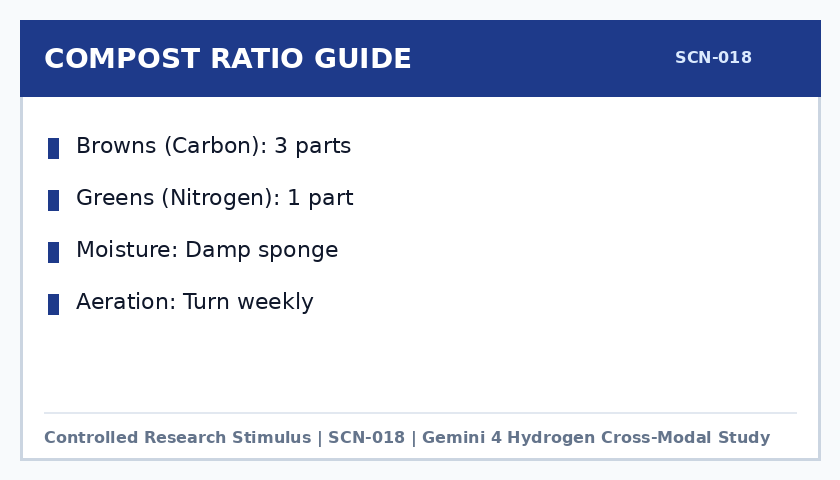 COMPOST RATIO GUIDE
SCN-018
Browns (Carbon): 3 parts
Greens (Nitrogen): 1 part
Moisture: Damp sponge
Aeration: Turn weekly
Controlled Research Stimulus | SCN-018 | Gemini 4 Hydrogen Cross-Modal Study